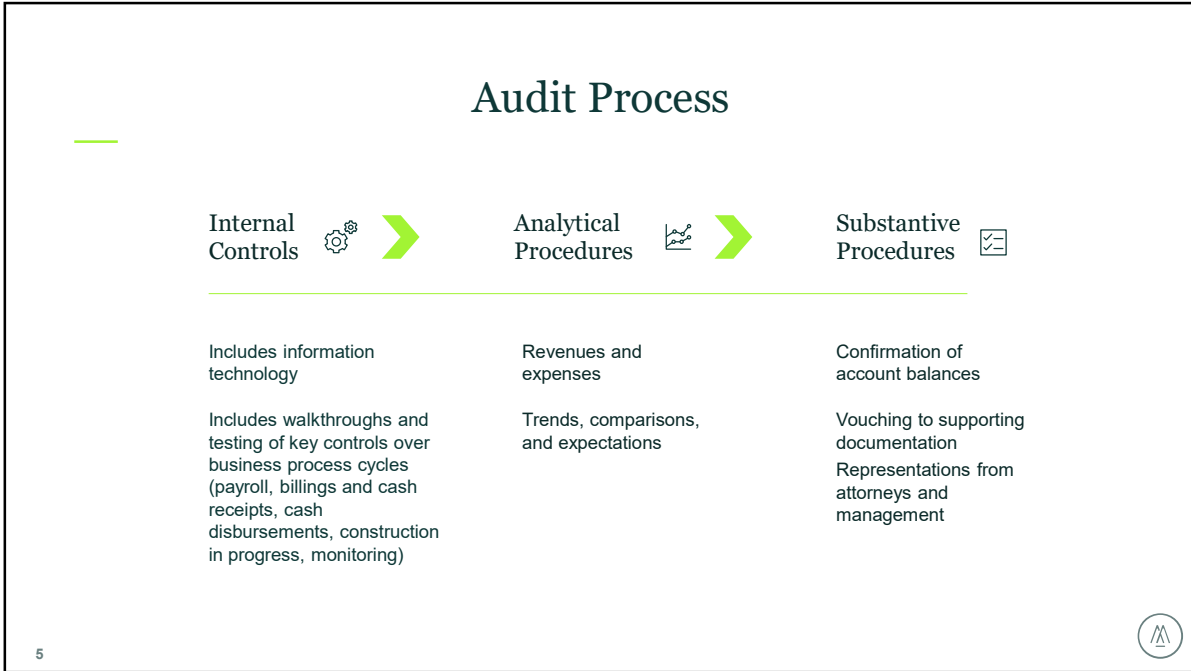 Audit Process
Internal
Controls
Analytical
Procedures
Substantive
Procedures
Includes information
technology
Includes walkthroughs and
testing of key controls over
business process cycles
(payroll, billings and cash
receipts, cash
disbursements, construction
in progress, monitoring)
Revenues and
expenses
Trends, comparisons,
and expectations
Confirmation of
account balances
Vouching to supporting
documentation
Representations from
attorneys and
management
5